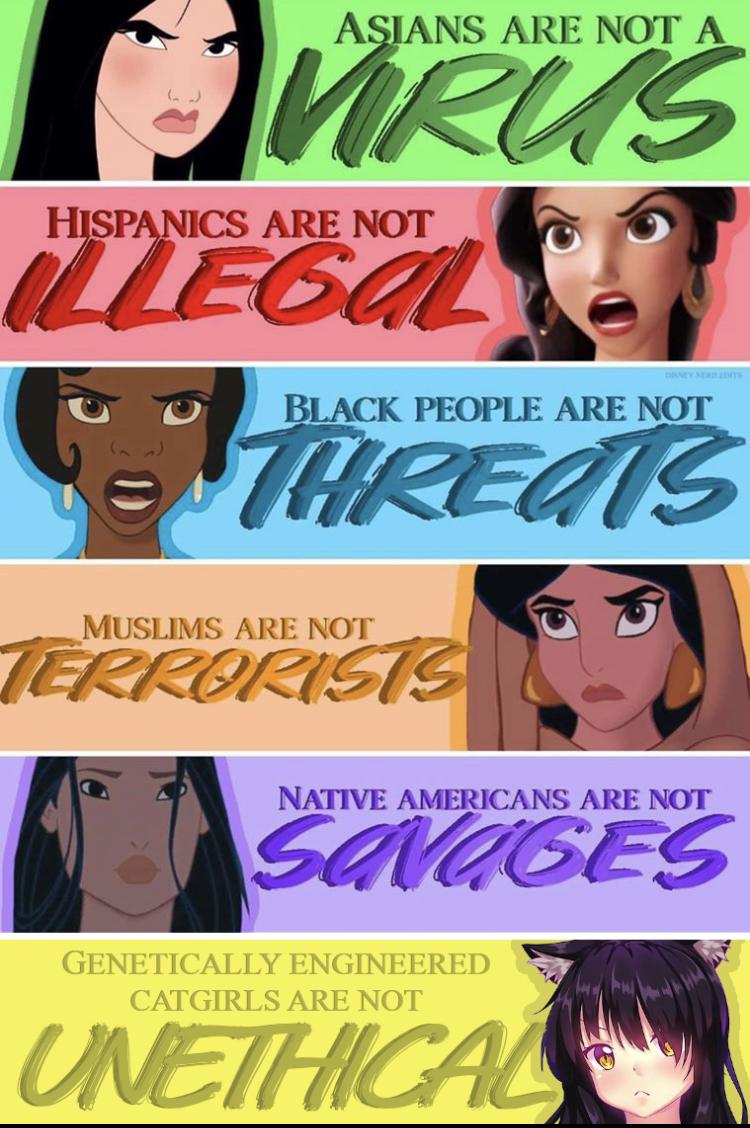 ASIANS ARE NOT A
VIRUS
HISPANICS ARE NOT
ILLEGAL
DISNEY.NERD.EDITS
BLACK PEOPLE ARE NOT
THREATS
MUSLIMS ARE NOT
TERRORISTS
NATIVE AMERICANS ARE NOT
SAVAGES
GENETICALLY ENGINEERED
CATGIRLS ARE NOT
UNETHICAL